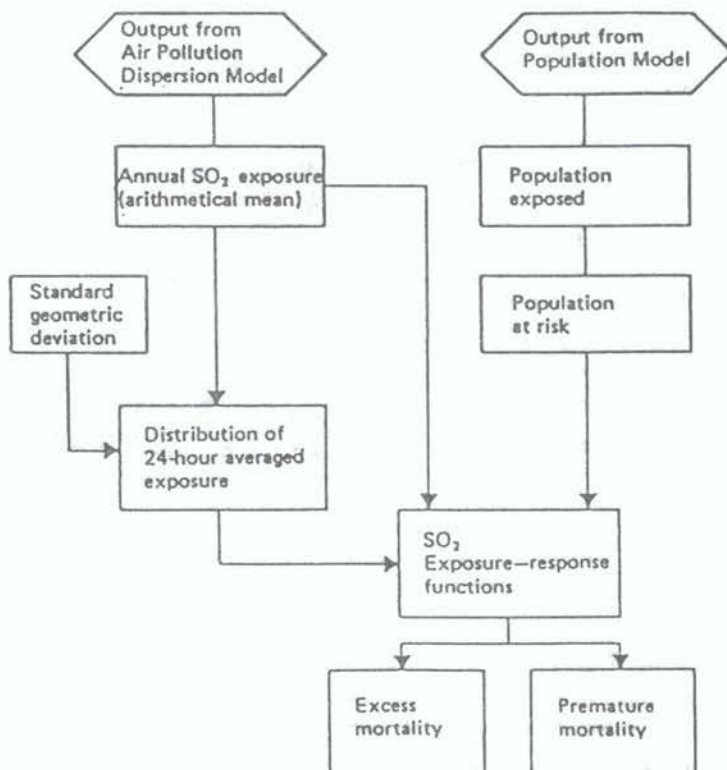 Output from
Air Pollution
Dispersion Model
Output from
Population Model
Annual SO₂ exposure
(arithmetical mean)
Population
exposed
Standard
geometric
deviation
Population
at risk
Distribution of
24-hour averaged
exposure
SO₂
Exposure—response
functions
Excess
mortality
Premature
mortality